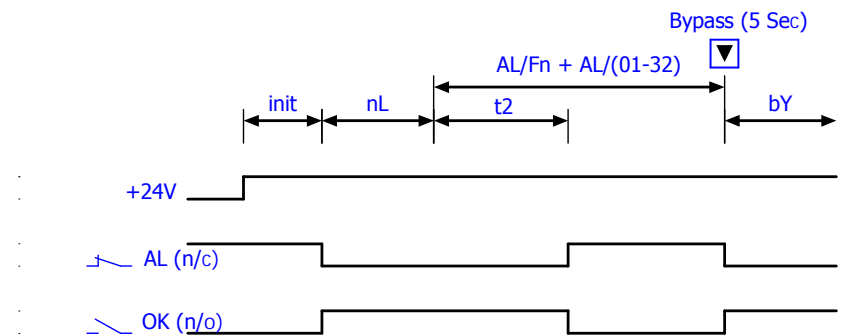 Bypass (5 Sec)
AL/Fn + AL/(01-32)
init
nL
t2
bY
+24V
AL (n/c)
OK (n/o)